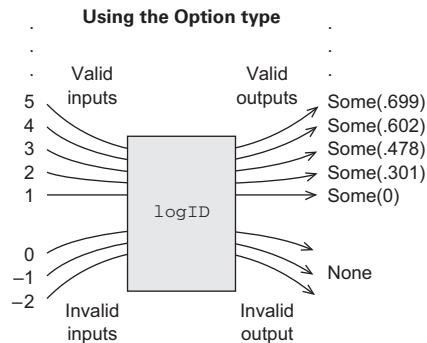 Using the Option type
.
.
.
.
.
.
Valid
inputs
Valid
outputs
5
4
3
2
1
0
–1
–2
logID
Some(.699)
Some(.602)
Some(.478)
Some(.301)
Some(0)
None
Invalid
inputs
Invalid
output